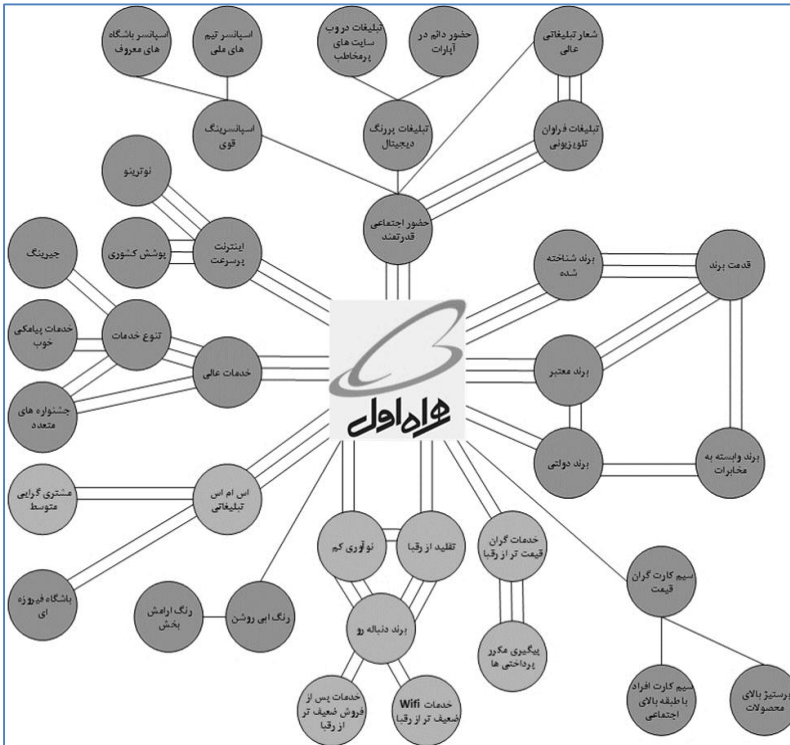 اسپانسر باشگاه
های معروف
اسپانسر تیم
های ملی
تبلیغات در وب
سایت های
پرمخاطب
حضور دائم در
آپارات
شعار تبلیغاتی
عالی
اسپانسرینگ
قوی
تبلیغات پررنگ
دیجیتال
تبلیغات فراوان
تلویزیونی
نوترینو
حضور اجتماعی
قدرتمند
پوشش کشوری
اینترنت
پرسرعت
برند شناخته
شده
قدمت برند
جیرینگ
خدمات پیامکی
خوب
تنوع خدمات
خدمات عالی
برند معتبر
جشنواره های
متعدد
همراه اول
برند دولتی
برند وابسته به
مخابرات
مشتری گرایی
متوسط
اس ام اس
تبلیغاتی
نوآوری کم
تقلید از رقبا
خدمات گران
قیمت تر از رقبا
سیم کارت گران
قیمت
باشگاه فیروزه
ای
رنگ ارامش
بخش
رنگ ابی روشن
برند دنباله رو
پیگیری مکرر
پرداختی ها
خدمات پس از
فروش ضعیف تر
از رقبا
خدمات Wifi
ضعیف تر از رقبا
سیم کارت افراد
با طبقه بالای
اجتماعی
پرستیژ بالای
محصولات